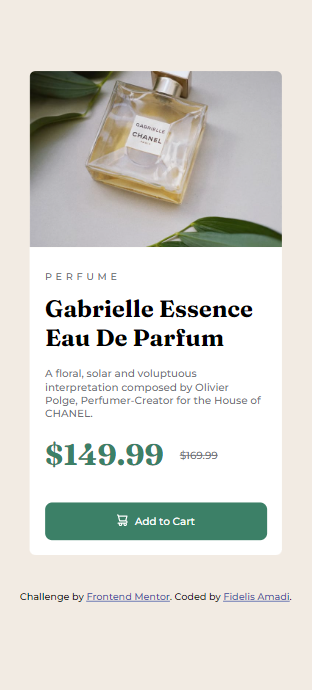 GABRIELLE
CHANEL
PERFUME
Gabrielle Essence
Eau De Parfum
A floral, solar and voluptuous
interpretation composed by Olivier
Polge, Perfumer-Creator for the House of
CHANEL.
$149.99 $169.99
Add to Cart
Challenge by Frontend Mentor. Coded by Fidelis Amadi.